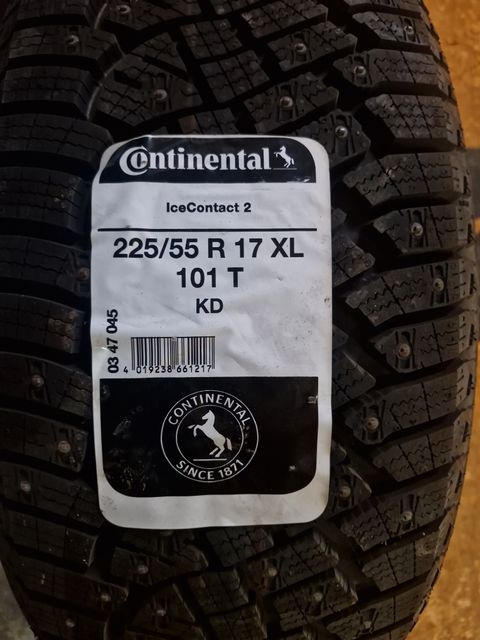 Continental
IceContact 2
225/55 R 17 XL
101 T
KD
03 47 045
4 019238 661217
CONTINENTAL
SINCE 1871